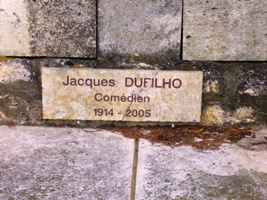 Jacques DUFILHO
Comédien
1914 - 2005